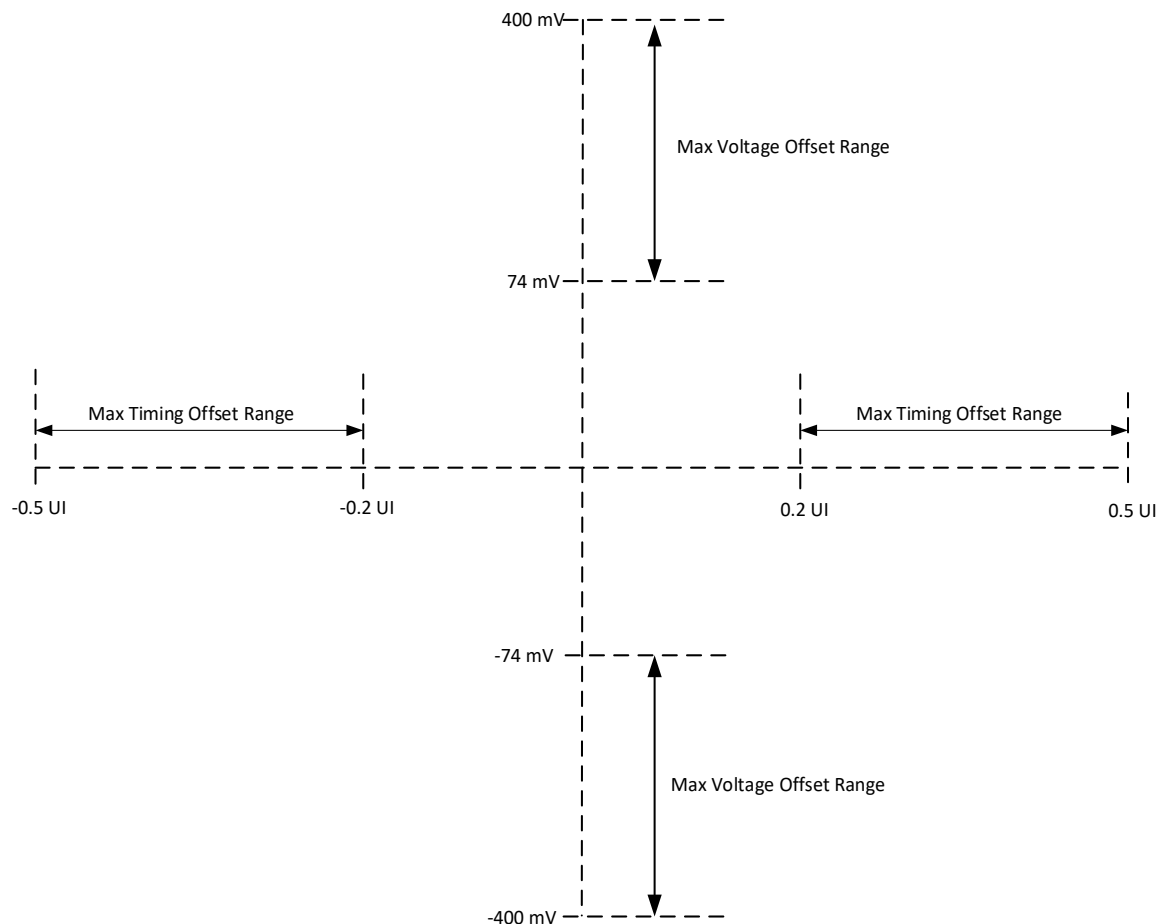 400 mV
Max Voltage Offset Range
74 mV
Max Timing Offset Range
Max Timing Offset Range
-0.5 UI
-0.2 UI
0.2 UI
0.5 UI
-74 mV
Max Voltage Offset Range
-400 mV